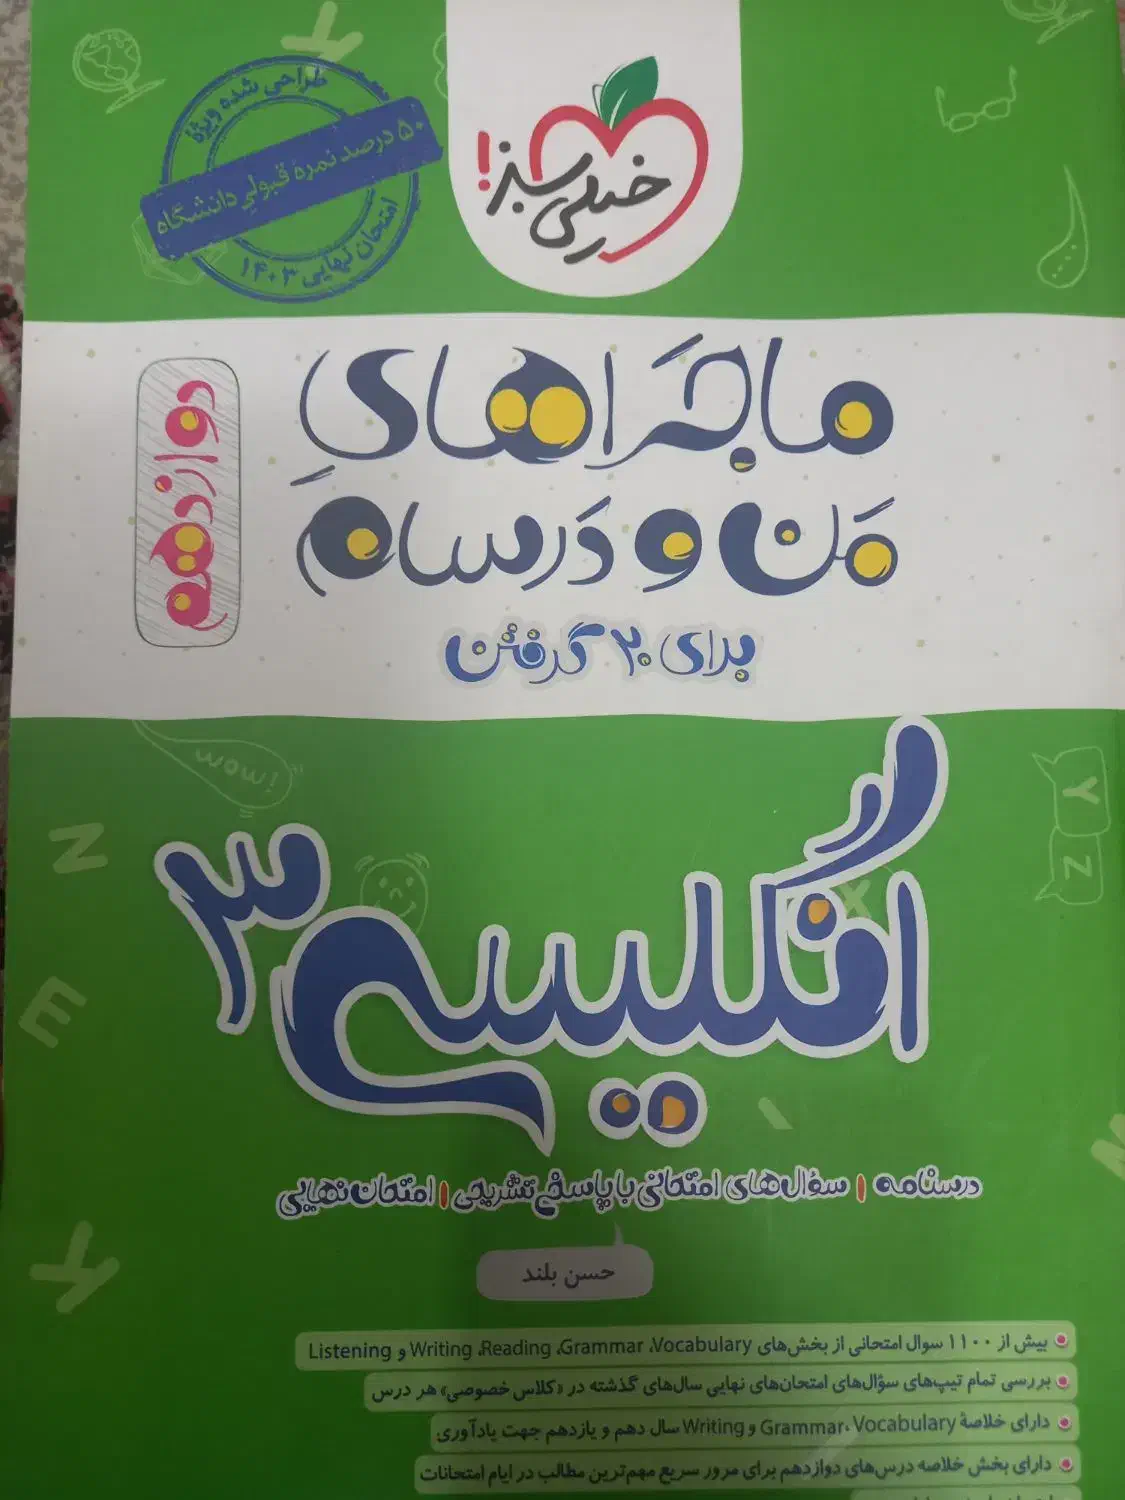 طراحی شده ویژهٔ
۵۰ درصد نمرهٔ قبولی دانشگاه
امتحان نهایی ۱۴۰۳
خیلی سبز!
ماجراهای
من و درسام
برای ۲۰ گرفتن
دوازدهم
wow!
انگلیسی ۳
درسنامه | سؤال‌های امتحانی با پاسخ تشریحی | امتحان نهایی
حسن بلند
بیش از ۱۱۰۰ سوال امتحانی از بخش‌های Vocabulary، Grammar، Reading، Writing و Listening
بررسی تمام تیپ‌های سؤال‌های امتحان‌های نهایی سال‌های گذشته در «کلاس خصوصی» هر درس
دارای خلاصهٔ Vocabulary، Grammar و Writing سال دهم و یازدهم جهت یادآوری
دارای بخش خلاصه درس‌های دوازدهم برای مرور سریع مهم‌ترین مطالب در ایام امتحانات